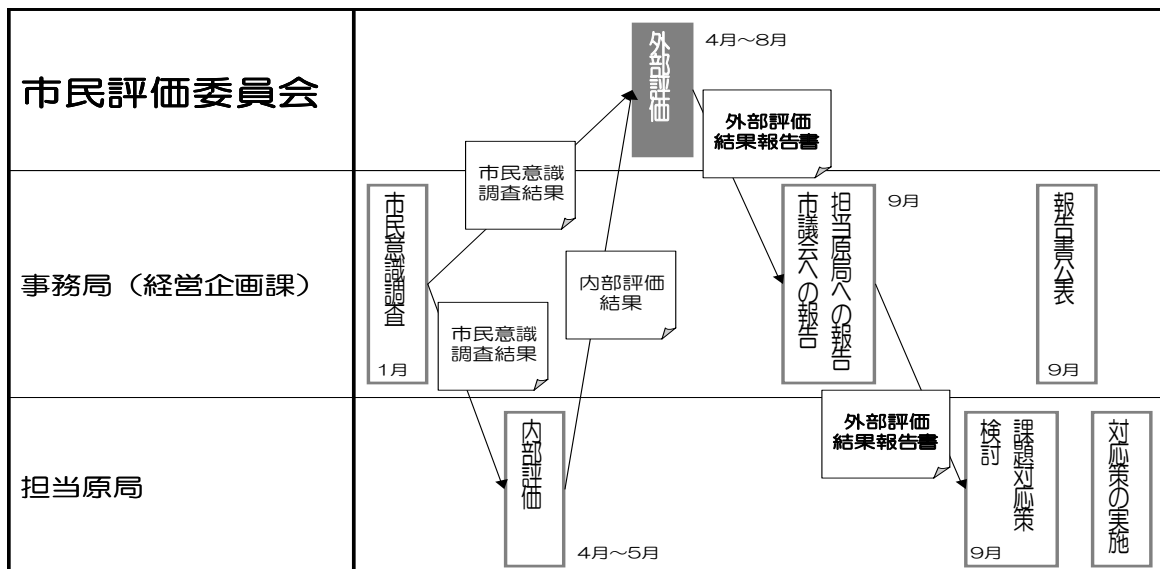 市民評価委員会
外部評価
4月～8月
外部評価
結果報告書
市民意識
調査結果
事務局（経営企画課）
市民意識調査
1月
市民意識
調査結果
内部評価
結果
担当原局への報告
市議会への報告
9月
報告書公表
9月
外部評価
結果報告書
担当原局
内部評価
4月～5月
課題対応策
検討
9月
対応策の実施